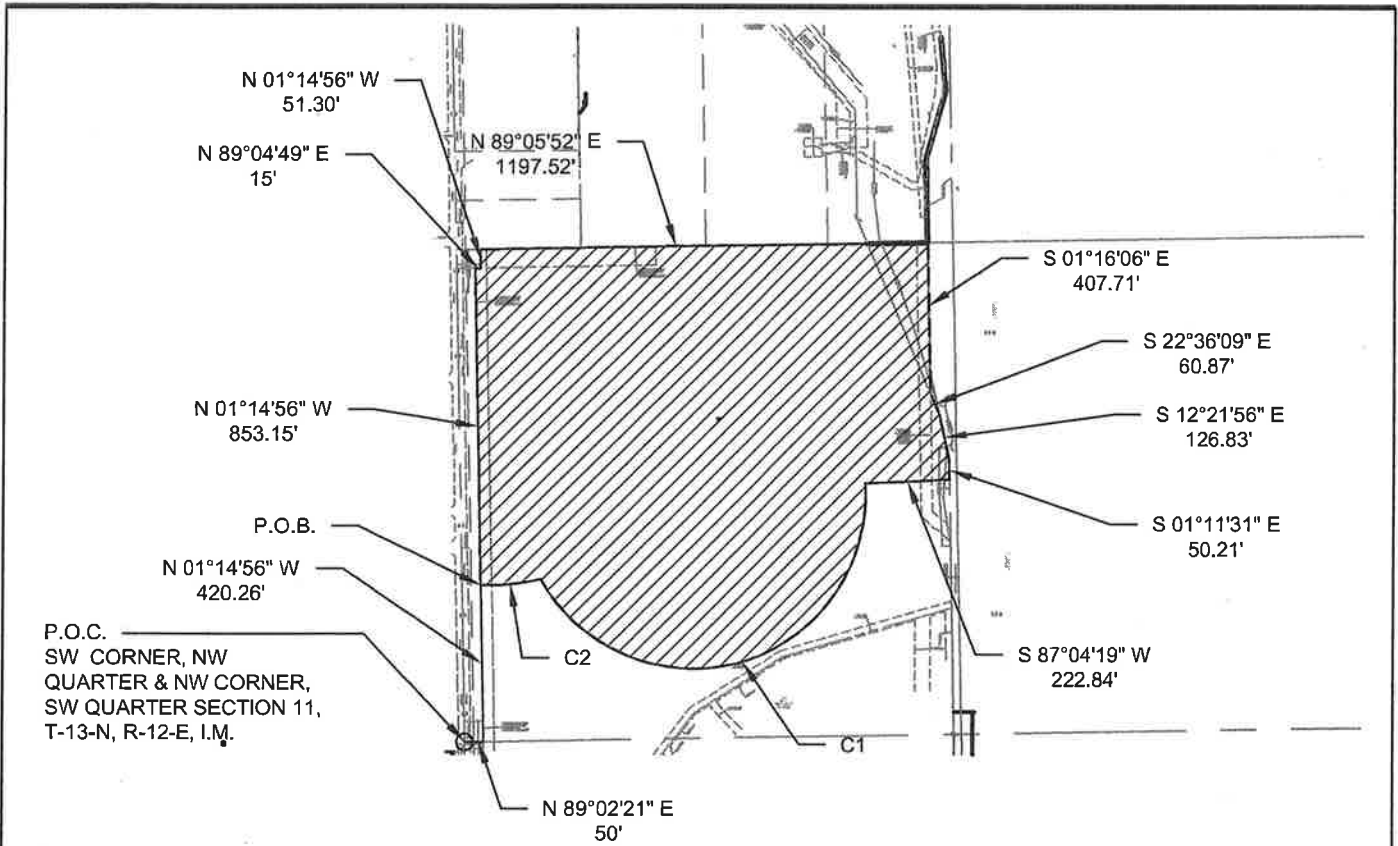 N 01°14'56" W
51.30'
N 89°04'49" E
15'
N 89°05'52" E
1197.52'
S 01°16'06" E
407.71'
S 22°36'09" E
60.87'
N 01°14'56" W
853.15'
S 12°21'56" E
126.83'
P.O.B.
S 01°11'31" E
50.21'
N 01°14'56" W
420.26'
P.O.C.
SW CORNER, NW
QUARTER & NW CORNER,
SW QUARTER SECTION 11,
T-13-N, R-12-E, I.M.
C2
S 87°04'19" W
222.84'
C1
N 89°02'21" E
50'